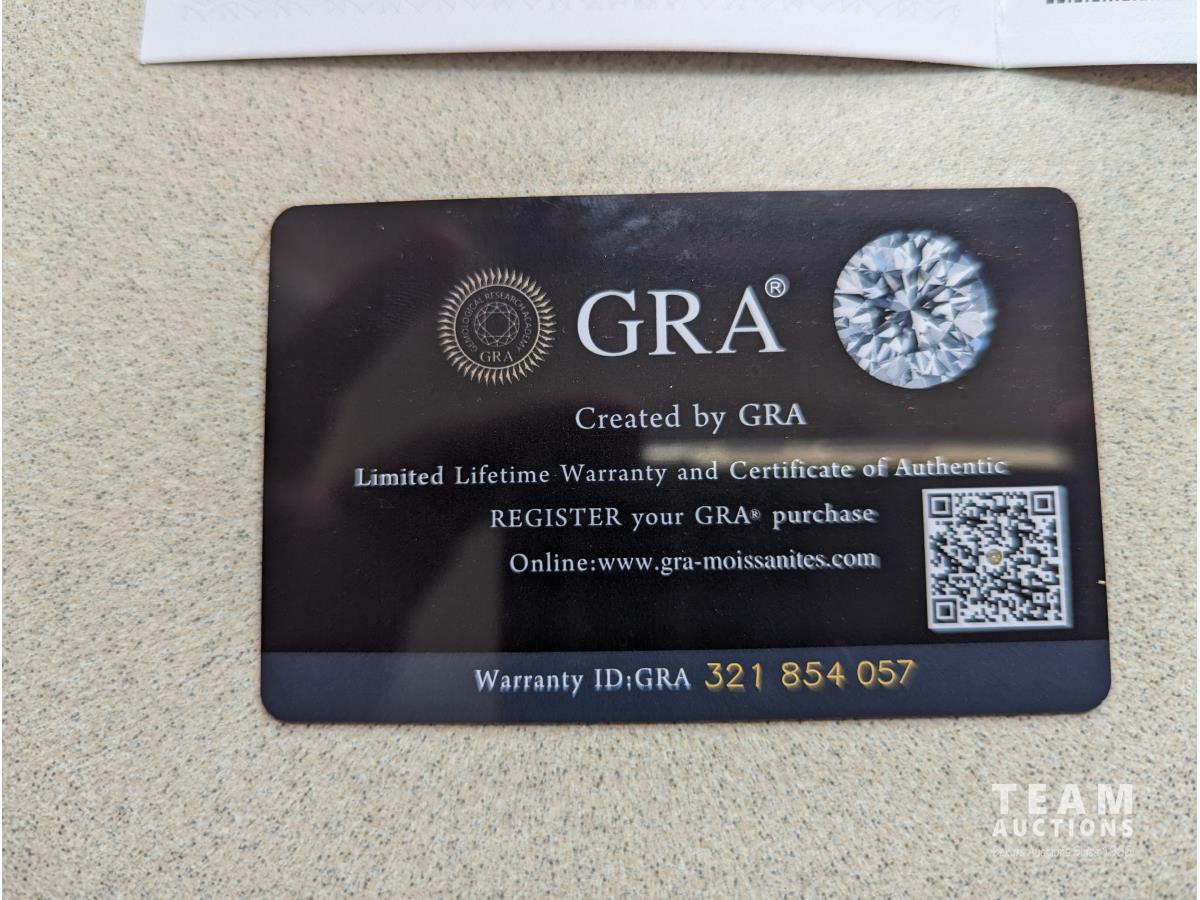 GEMOLOGICAL RESEARCH ACADEMY
GRA
GRA®
Created by GRA
Limited Lifetime Warranty and Certificate of Authentic
REGISTER your GRA® purchase
Online:www.gra-moissanites.com
Warranty ID:GRA 321 854 057
TEAM
AUCTIONS